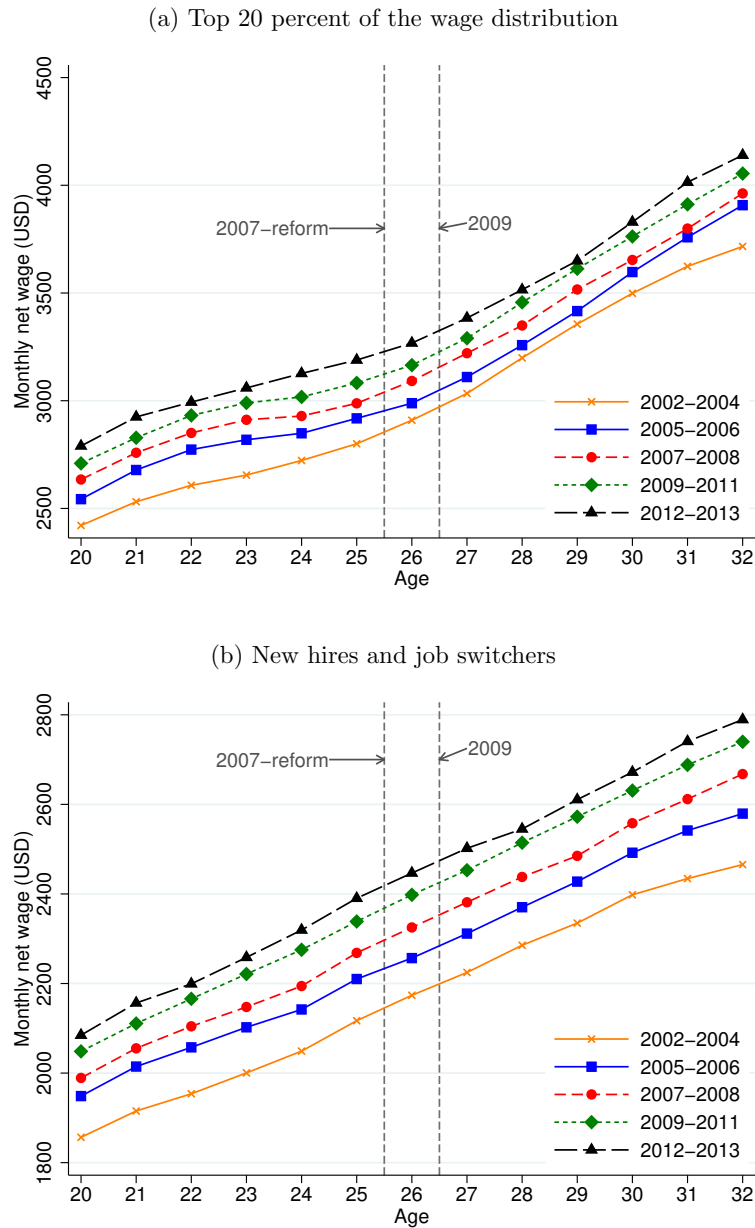 (a) Top 20 percent of the wage distribution
Monthly net wage (USD)
4500
4000
3500
3000
2500
2007-reform
2009
2002-2004
2005-2006
2007-2008
2009-2011
2012-2013
20 21 22 23 24 25 26 27 28 29 30 31 32
Age
(b) New hires and job switchers
Monthly net wage (USD)
2800
2600
2400
2200
2000
1800
2007-reform
2009
2002-2004
2005-2006
2007-2008
2009-2011
2012-2013
20 21 22 23 24 25 26 27 28 29 30 31 32
Age